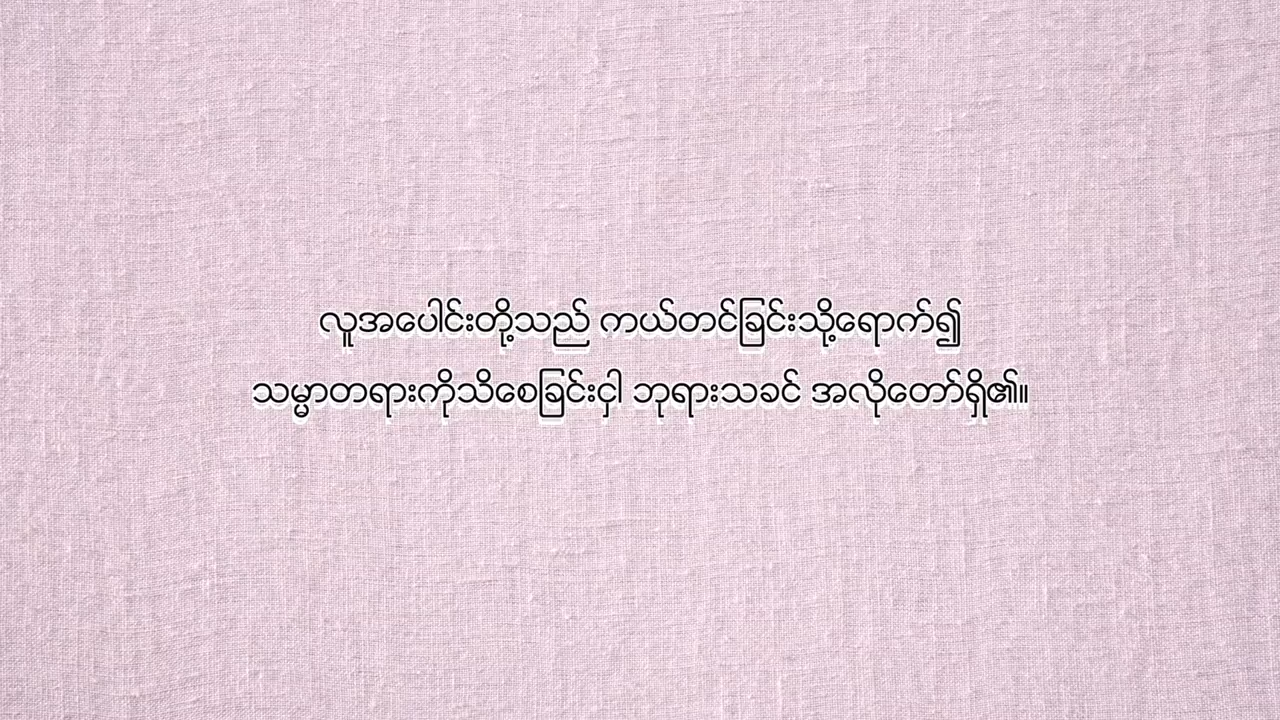 လူအပေါင်းတို့သည် ကယ်တင်ခြင်းသို့ရောက်၍
သမ္မာတရားကိုသိစေခြင်းငှါ ဘုရားသခင် အလိုတော်ရှိ၏။